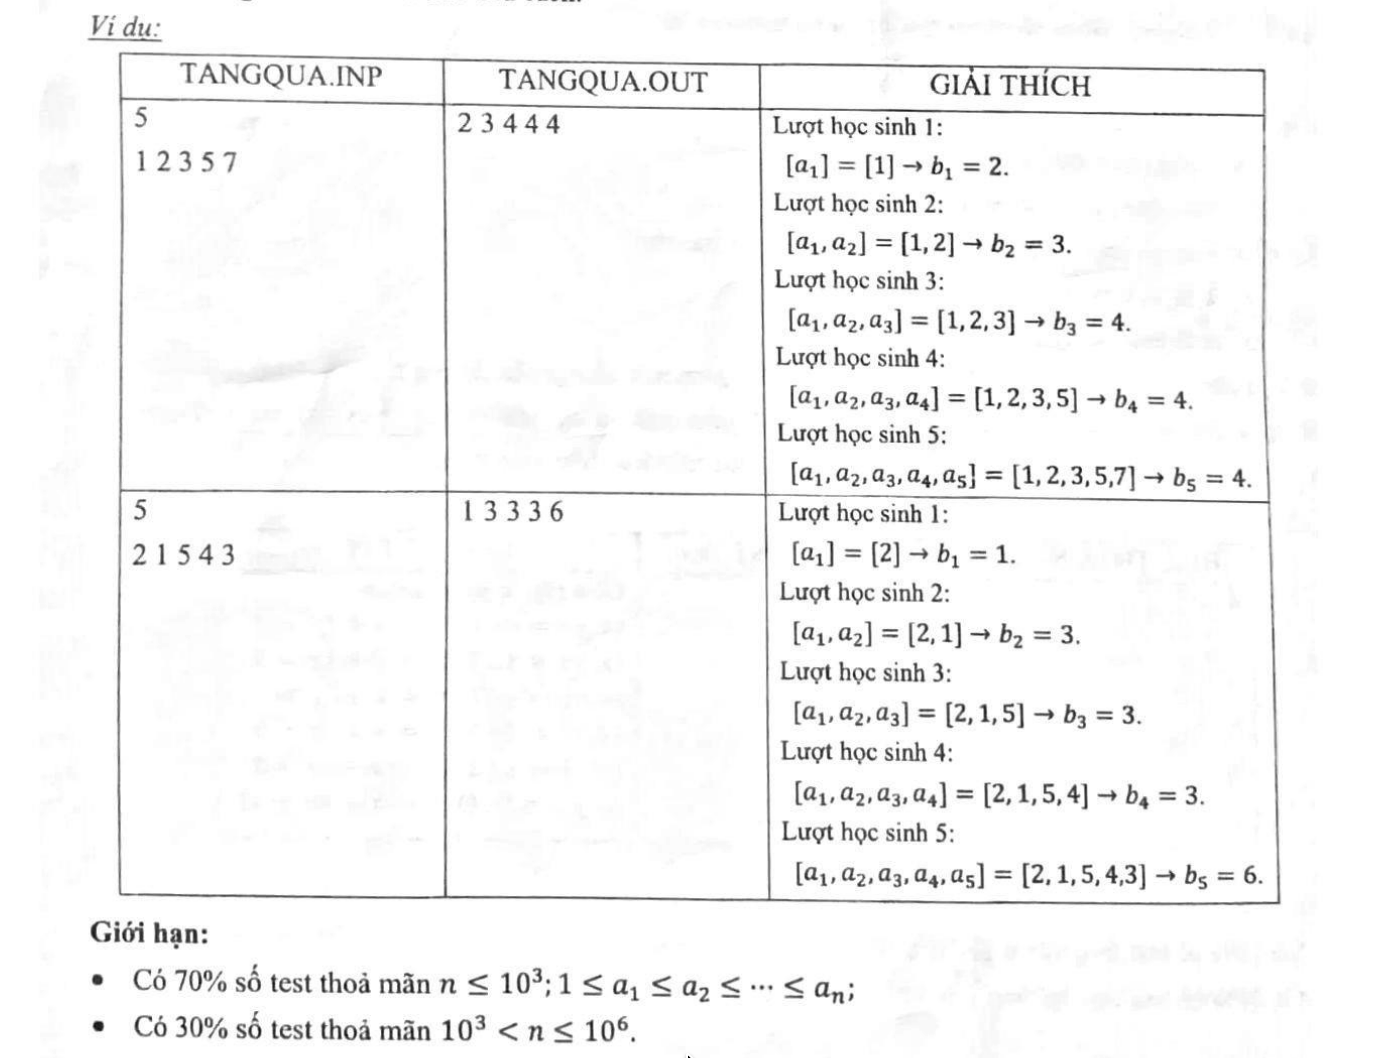 Ví dụ:
TANGQUA.INP TANGQUA.OUT GIẢI THÍCH
5
1 2 3 5 7
2 3 4 4 4
Lượt học sinh 1:
[a₁] = [1] → b₁ = 2.
Lượt học sinh 2:
[a₁, a₂] = [1, 2] → b₂ = 3.
Lượt học sinh 3:
[a₁, a₂, a₃] = [1, 2, 3] → b₃ = 4.
Lượt học sinh 4:
[a₁, a₂, a₃, a₄] = [1, 2, 3, 5] → b₄ = 4.
Lượt học sinh 5:
[a₁, a₂, a₃, a₄, a₅] = [1, 2, 3, 5,7] → b₅ = 4.
5
2 1 5 4 3
1 3 3 3 6
Lượt học sinh 1:
[a₁] = [2] → b₁ = 1.
Lượt học sinh 2:
[a₁, a₂] = [2, 1] → b₂ = 3.
Lượt học sinh 3:
[a₁, a₂, a₃] = [2, 1, 5] → b₃ = 3.
Lượt học sinh 4:
[a₁, a₂, a₃, a₄] = [2, 1, 5, 4] → b₄ = 3.
Lượt học sinh 5:
[a₁, a₂, a₃, a₄, a₅] = [2, 1, 5, 4,3] → b₅ = 6.
Giới hạn:
• Có 70% số test thoả mãn n ≤ 10³; 1 ≤ a₁ ≤ a₂ ≤ ⋯ ≤ aₙ;
• Có 30% số test thoả mãn 10³ < n ≤ 10⁶.